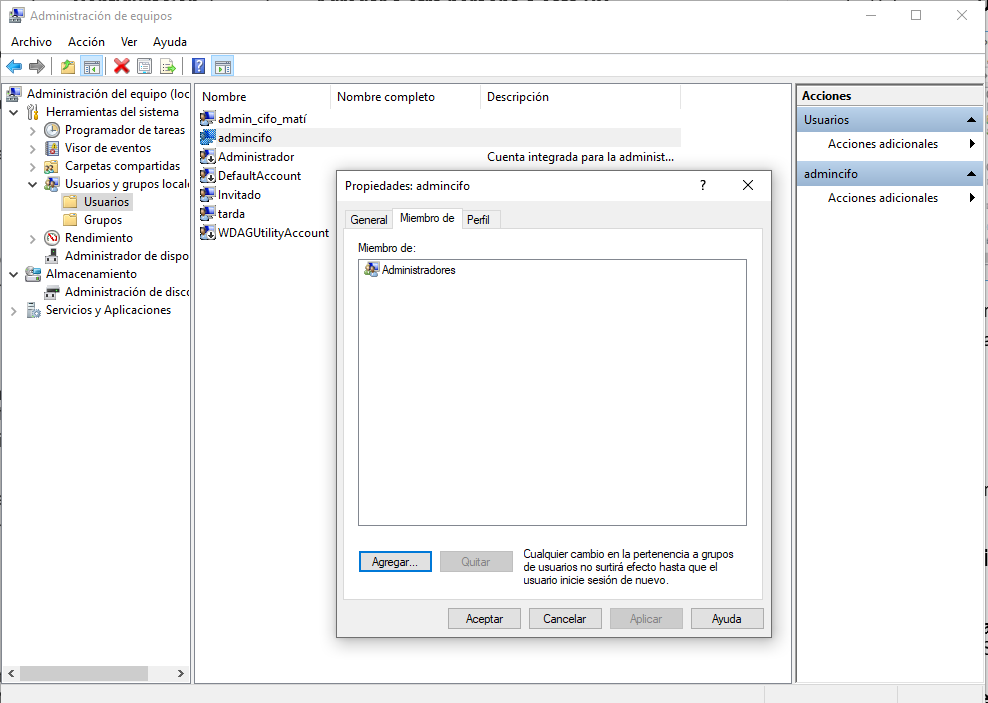 Administración de equipos
Archivo Acción Ver Ayuda
Administración del equipo (loc
Herramientas del sistema
Programador de tareas
Visor de eventos
Carpetas compartidas
Usuarios y grupos locale
Usuarios
Grupos
Rendimiento
Administrador de dispo
Almacenamiento
Administración de disco
Servicios y Aplicaciones
Nombre Nombre completo Descripción
admin_cifo_matí
admincifo
Administrador Cuenta integrada para la administ...
DefaultAccount
Invitado
tarda
WDAGUtilityAccount
Propiedades: admincifo
General Miembro de Perfil
Miembro de:
Administradores
Agregar... Quitar
Cualquier cambio en la pertenencia a grupos
de usuarios no surtirá efecto hasta que el
usuario inicie sesión de nuevo.
Aceptar Cancelar Aplicar Ayuda
Acciones
Usuarios
Acciones adicionales
admincifo
Acciones adicionales